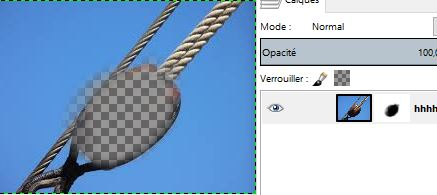 Calques
Mode : Normal
Opacité 100,0
Verrouiller :
hhhh